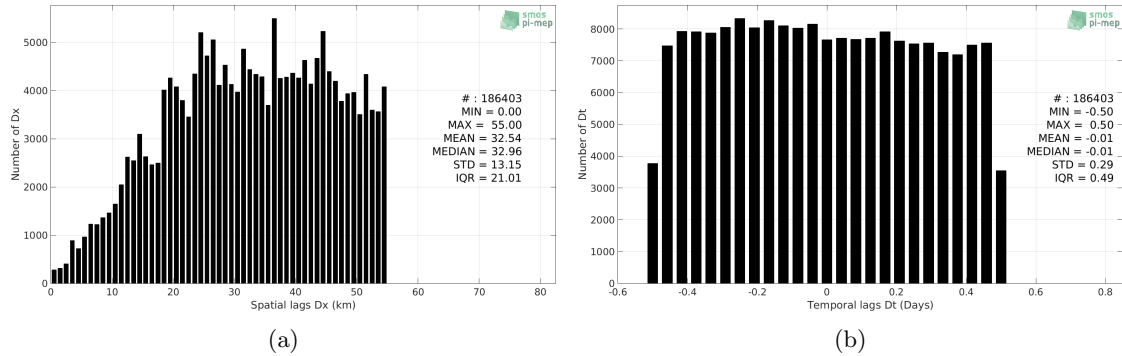 smos
pi-mep
5000
4000
3000
2000
1000
0
Number of Dx
# : 186403
MIN = 0.00
MAX = 55.00
MEAN = 32.54
MEDIAN = 32.96
STD = 13.15
IQR = 21.01
0 10 20 30 40 50 60 70 80
Spatial lags Dx (km)
(a)
smos
pi-mep
8000
7000
6000
5000
4000
3000
2000
1000
0
Number of Dt
# : 186403
MIN = -0.50
MAX = 0.50
MEAN = -0.01
MEDIAN = -0.01
STD = 0.29
IQR = 0.49
-0.6 -0.4 -0.2 0 0.2 0.4 0.6 0.8
Temporal lags Dt (Days)
(b)